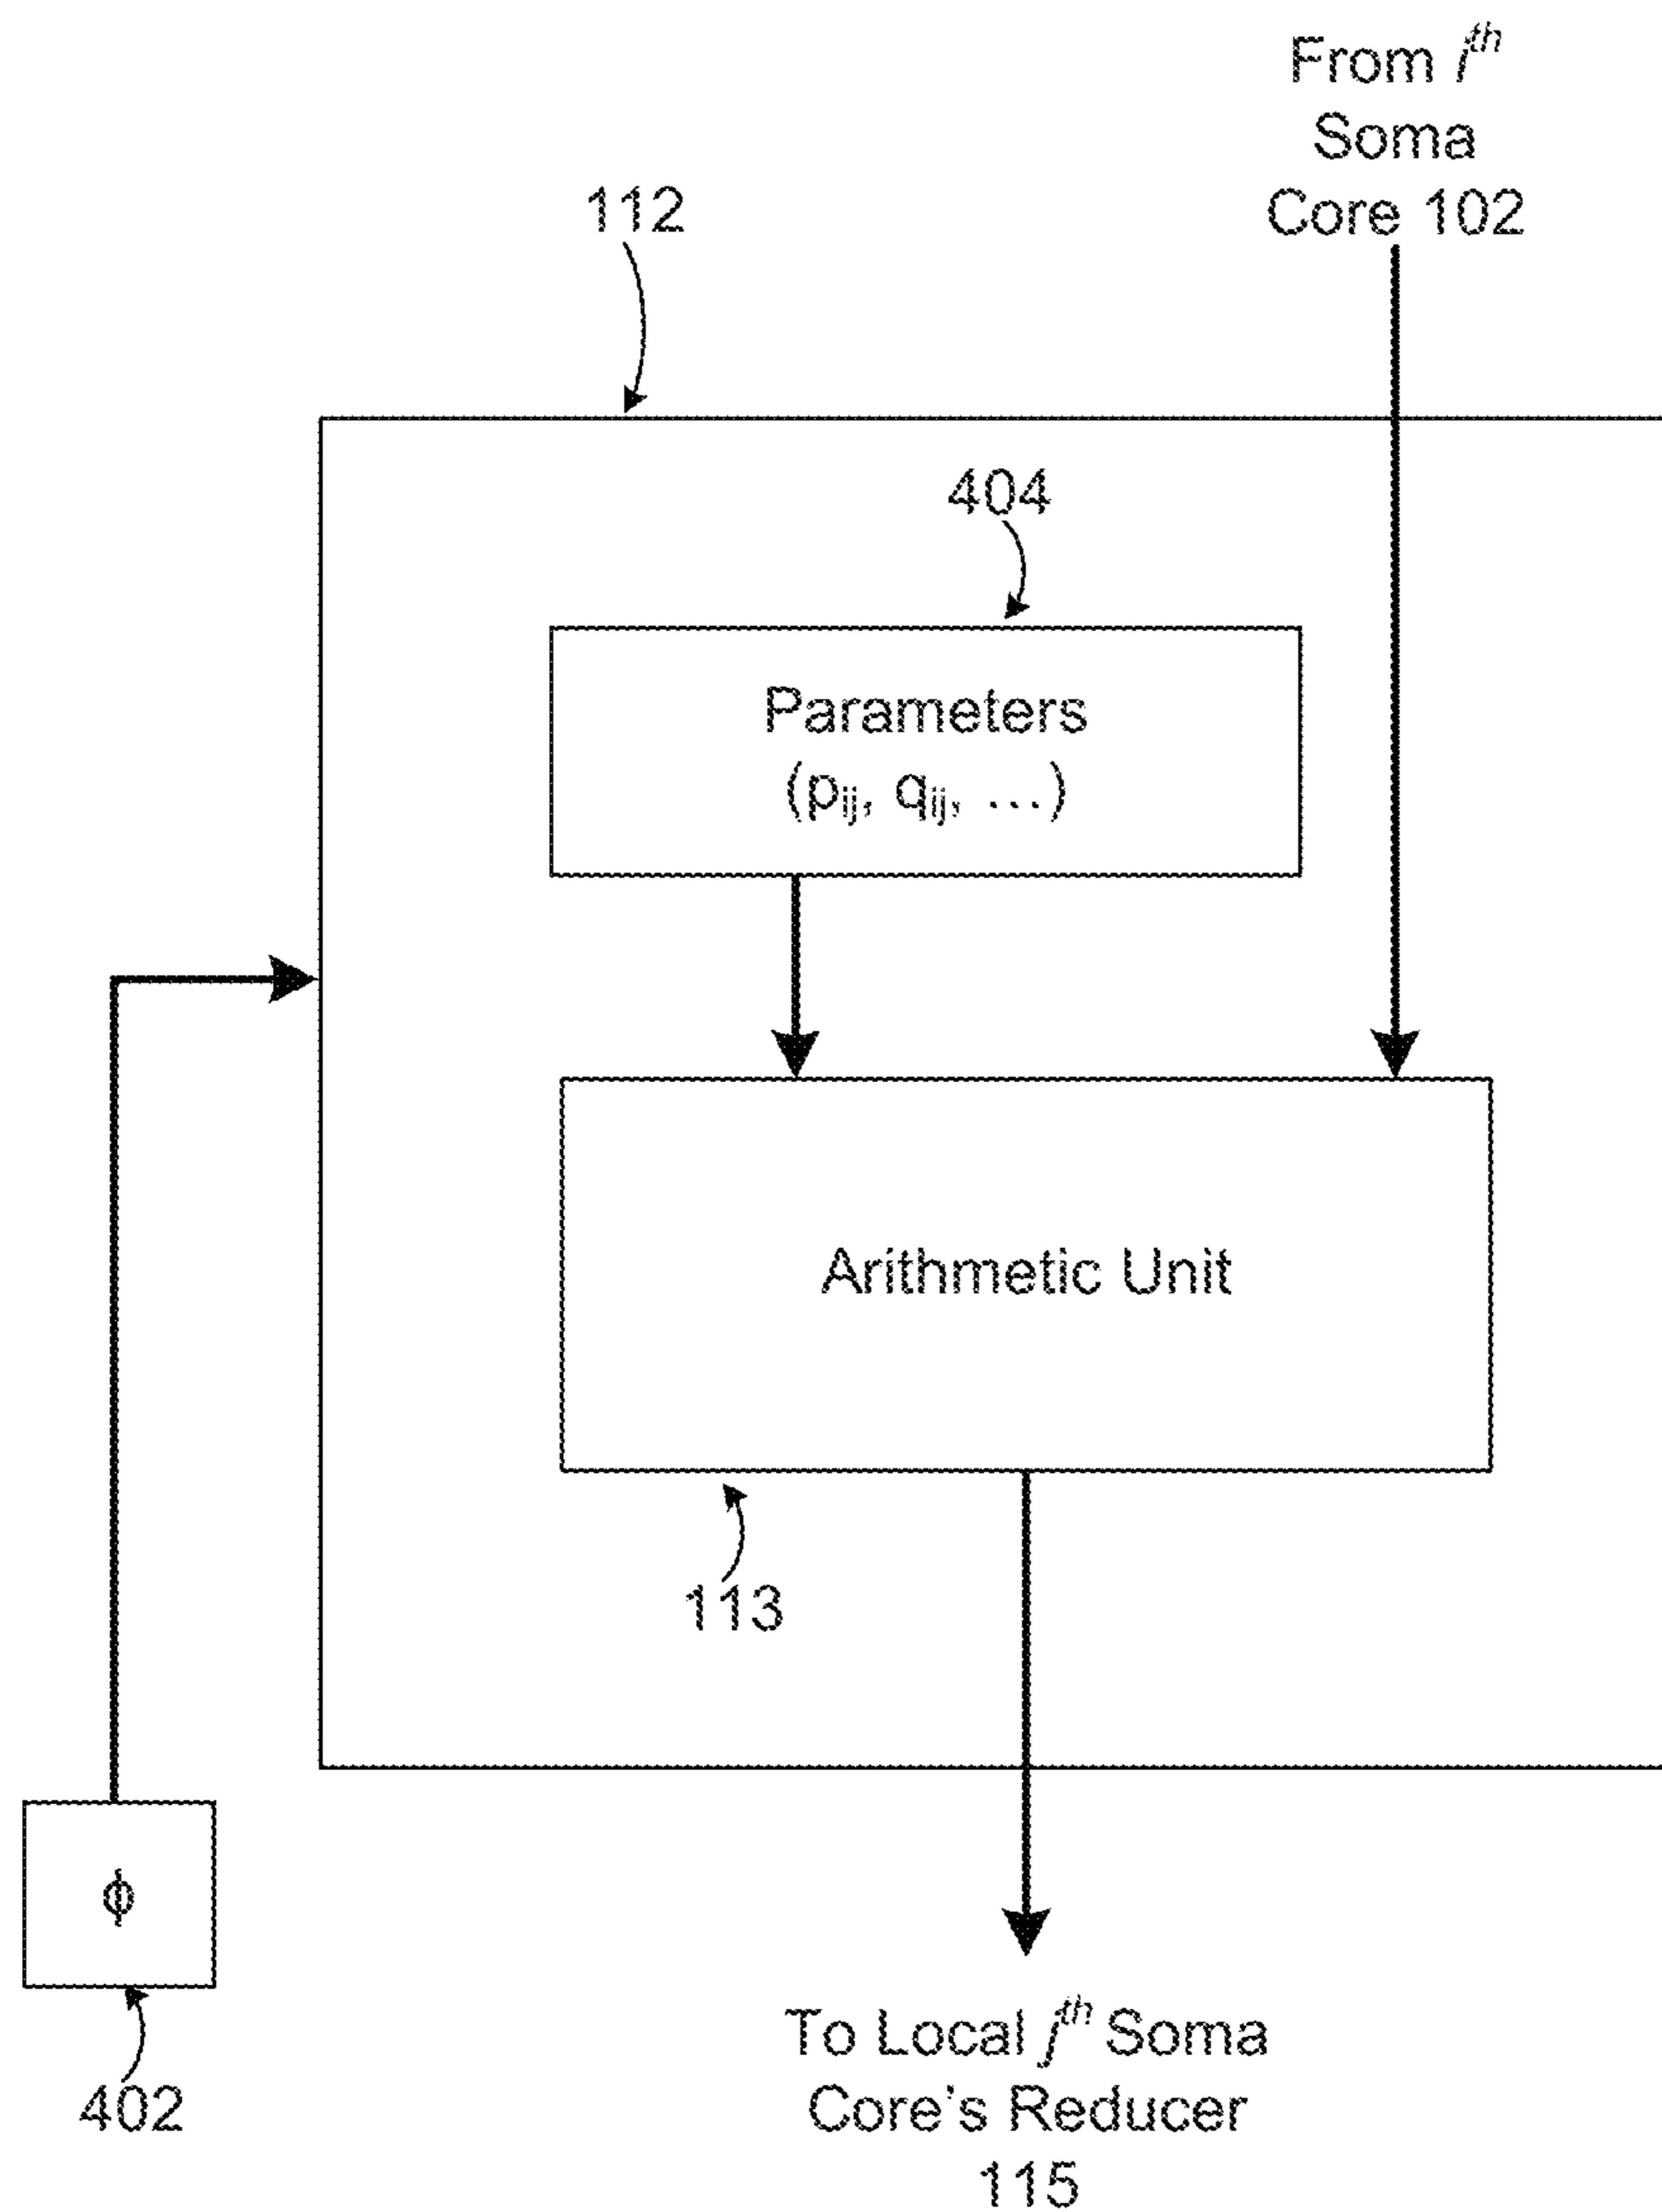 From i^th
Soma
Core 102
112
404
Parameters
(p_ij, q_ij, …)
Arithmetic Unit
113
ϕ
402
To Local j^th Soma
Core's Reducer
115